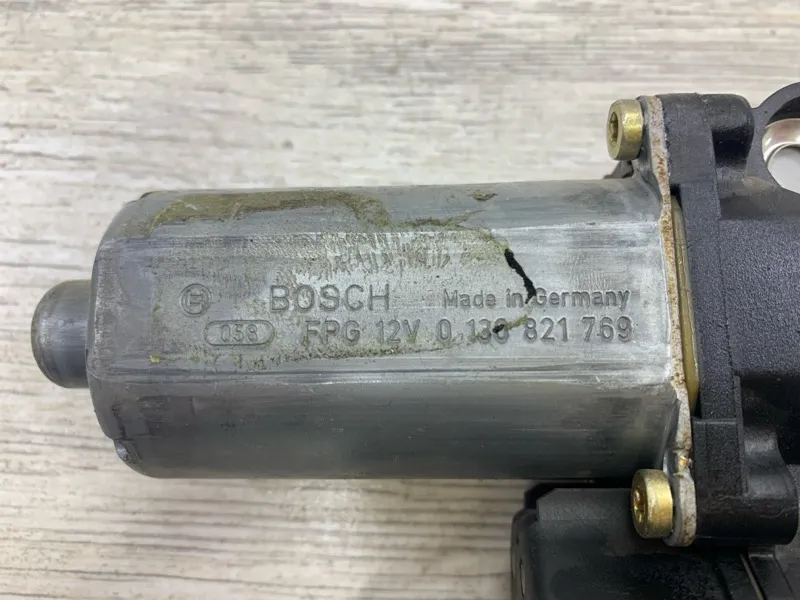 BOSCH Made in Germany
058 FPG 12V 0 130 821 769